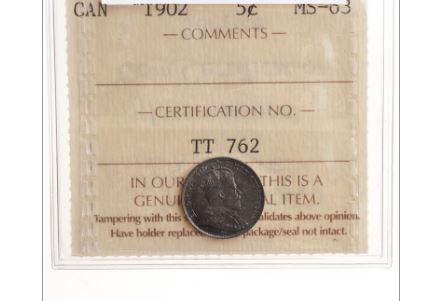 CAN 1902 5¢ MS-63
— COMMENTS —
— CERTIFICATION NO. —
TT 762
IN OUR THIS IS A
GENU AL ITEM.
Tampering with this alidates above opinion.
Have holder replac package/seal not intact.